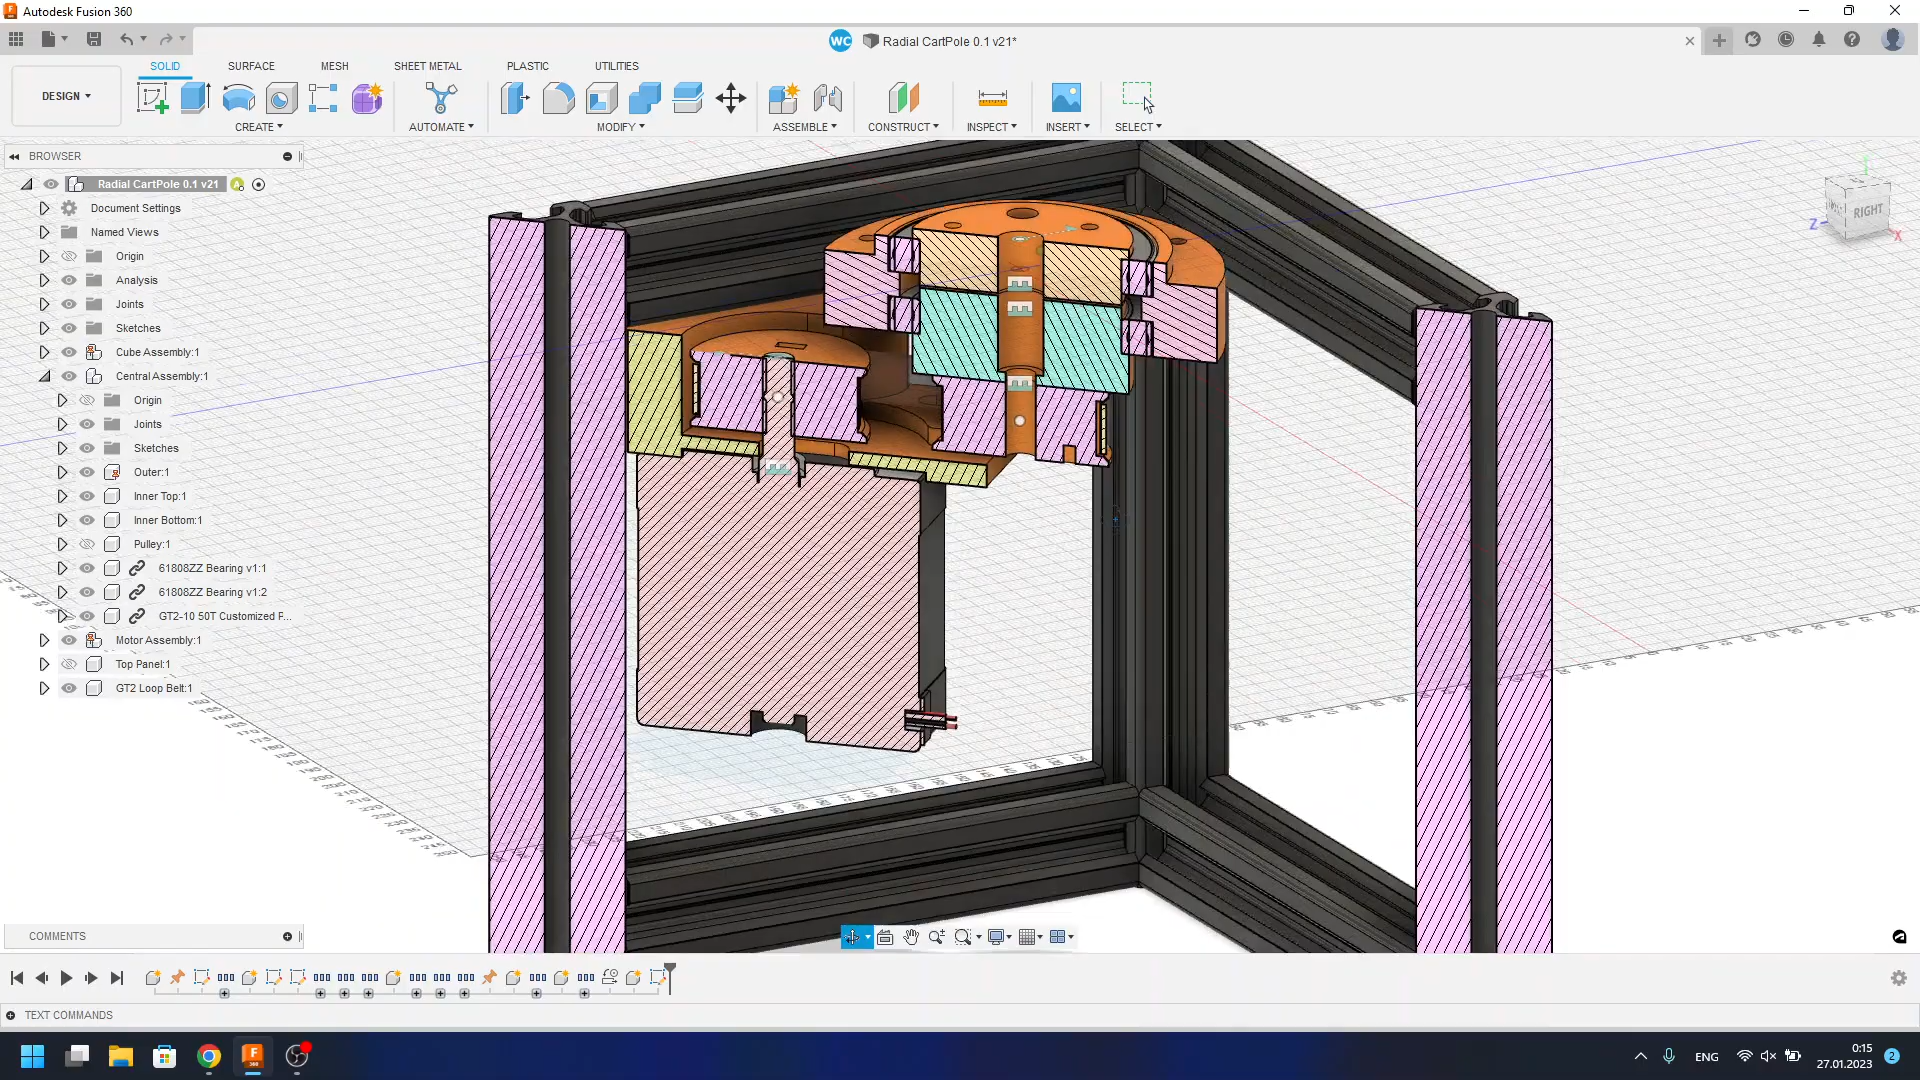 Autodesk Fusion 360
WC
Radial CartPole 0.1 v21*
DESIGN
SOLID
SURFACE
MESH
SHEET METAL
PLASTIC
UTILITIES
CREATE
AUTOMATE
MODIFY
ASSEMBLE
CONSTRUCT
INSPECT
INSERT
SELECT
BROWSER
Radial CartPole 0.1 v21
Document Settings
Named Views
Origin
Analysis
Joints
Sketches
Cube Assembly:1
Central Assembly:1
Origin
Joints
Sketches
Outer:1
Inner Top:1
Inner Bottom:1
Pulley:1
61808ZZ Bearing v1:1
61808ZZ Bearing v1:2
GT2-10 50T Customized P...
Motor Assembly:1
Top Panel:1
GT2 Loop Belt:1
RIGHT
Z
X
COMMENTS
TEXT COMMANDS
ENG
0:15
27.01.2023
2